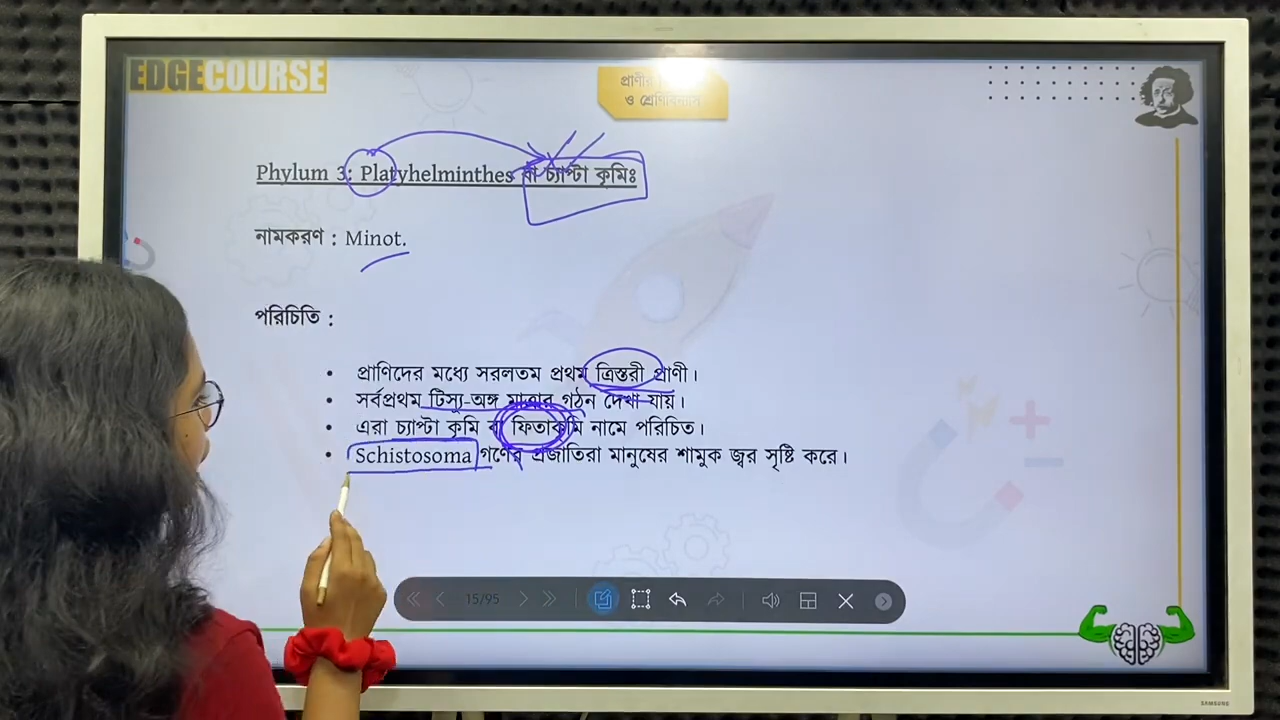 EDGECOURSE
প্রাণীর
ও শ্রেণিবিন্যাস
Phylum 3: Platyhelminthes বা চ্যাপ্টা কৃমিঃ
নামকরণ : Minot.
পরিচিতি :
• প্রাণিদের মধ্যে সরলতম প্রথম ত্রিস্তরী প্রাণী।
• সর্বপ্রথম টিস্যু-অঙ্গ মাত্রার গঠন দেখা যায়।
• এরা চ্যাপ্টা কৃমি বা ফিতাকৃমি নামে পরিচিত।
• Schistosoma গণের প্রজাতিরা মানুষের শামুক জ্বর সৃষ্টি করে।
15/95
SAMSUNG